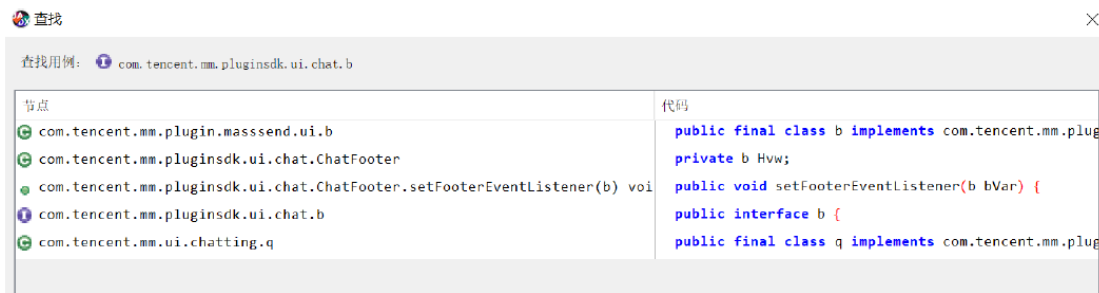 查找
查找用例: com.tencent.mm.pluginsdk.ui.chat.b
节点 代码
com.tencent.mm.plugin.masssend.ui.b public final class b implements com.tencent.mm.plug
com.tencent.mm.pluginsdk.ui.chat.ChatFooter private b Hvw;
com.tencent.mm.pluginsdk.ui.chat.ChatFooter.setFooterEventListener(b) voi public void setFooterEventListener(b bVar) {
com.tencent.mm.pluginsdk.ui.chat.b public interface b {
com.tencent.mm.ui.chatting.q public final class q implements com.tencent.mm.plug